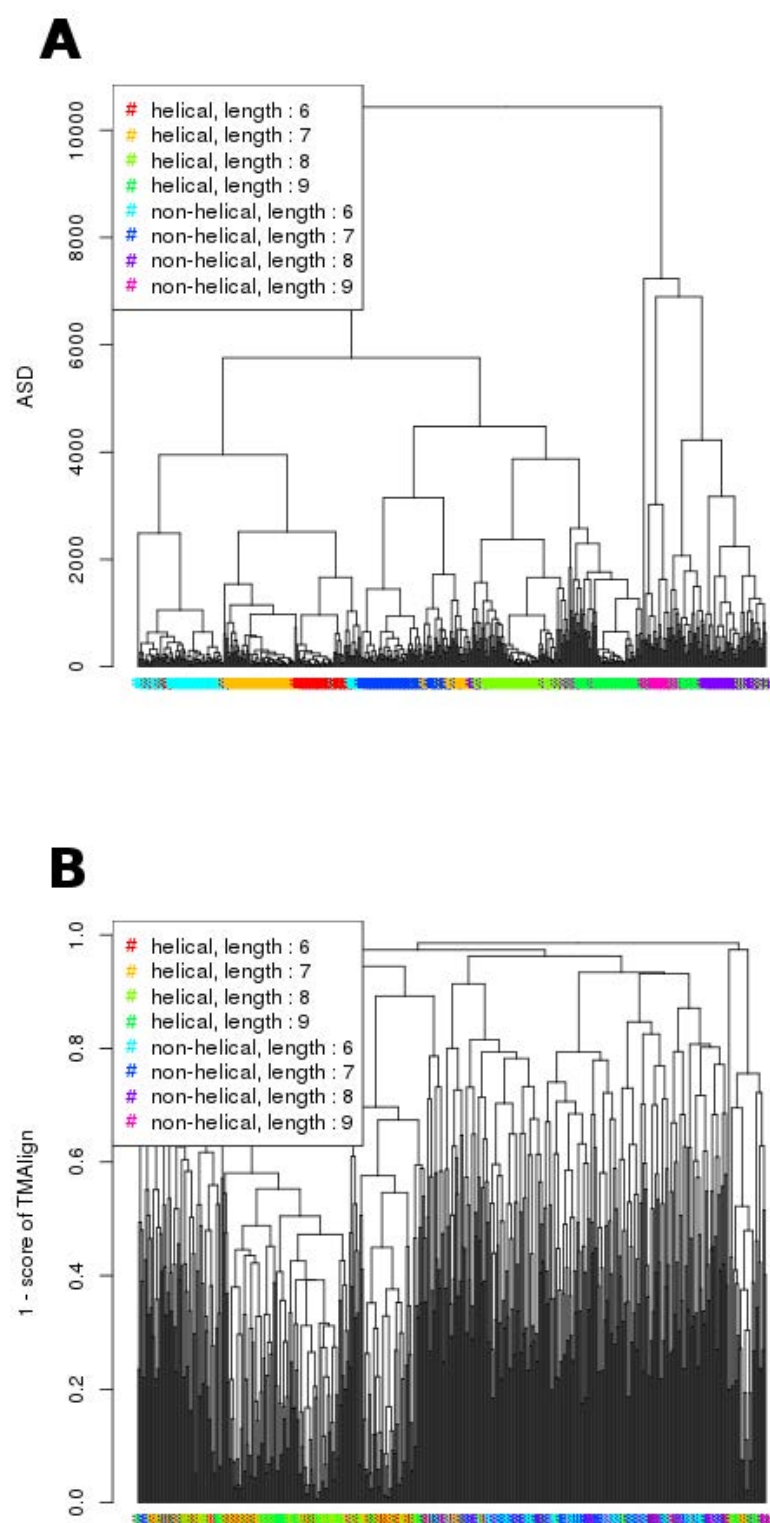 A
10000
8000
6000
4000
2000
0
ASD
# helical, length : 6
# helical, length : 7
# helical, length : 8
# helical, length : 9
# non-helical, length : 6
# non-helical, length : 7
# non-helical, length : 8
# non-helical, length : 9
B
1.0
0.8
0.6
0.4
0.2
0.0
1 - score of TMAlign
# helical, length : 6
# helical, length : 7
# helical, length : 8
# helical, length : 9
# non-helical, length : 6
# non-helical, length : 7
# non-helical, length : 8
# non-helical, length : 9